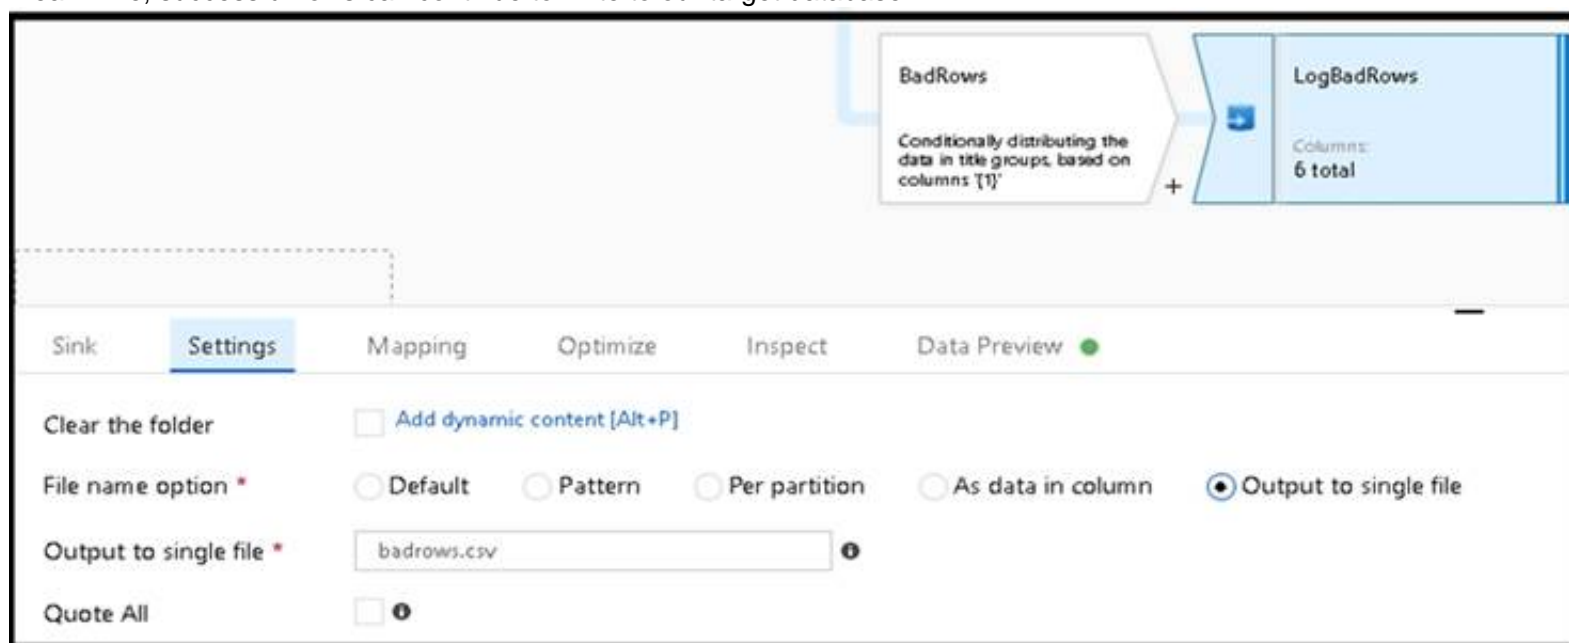 BadRows
LogBadRows
Conditionally distributing the
data in title groups, based on
columns '{1}'
Columns:
6 total
+
Sink Settings Mapping Optimize Inspect Data Preview
Clear the folder Add dynamic content [Alt+P]
File name option * Default Pattern Per partition As data in column Output to single file
Output to single file * badrows.csv
Quote All